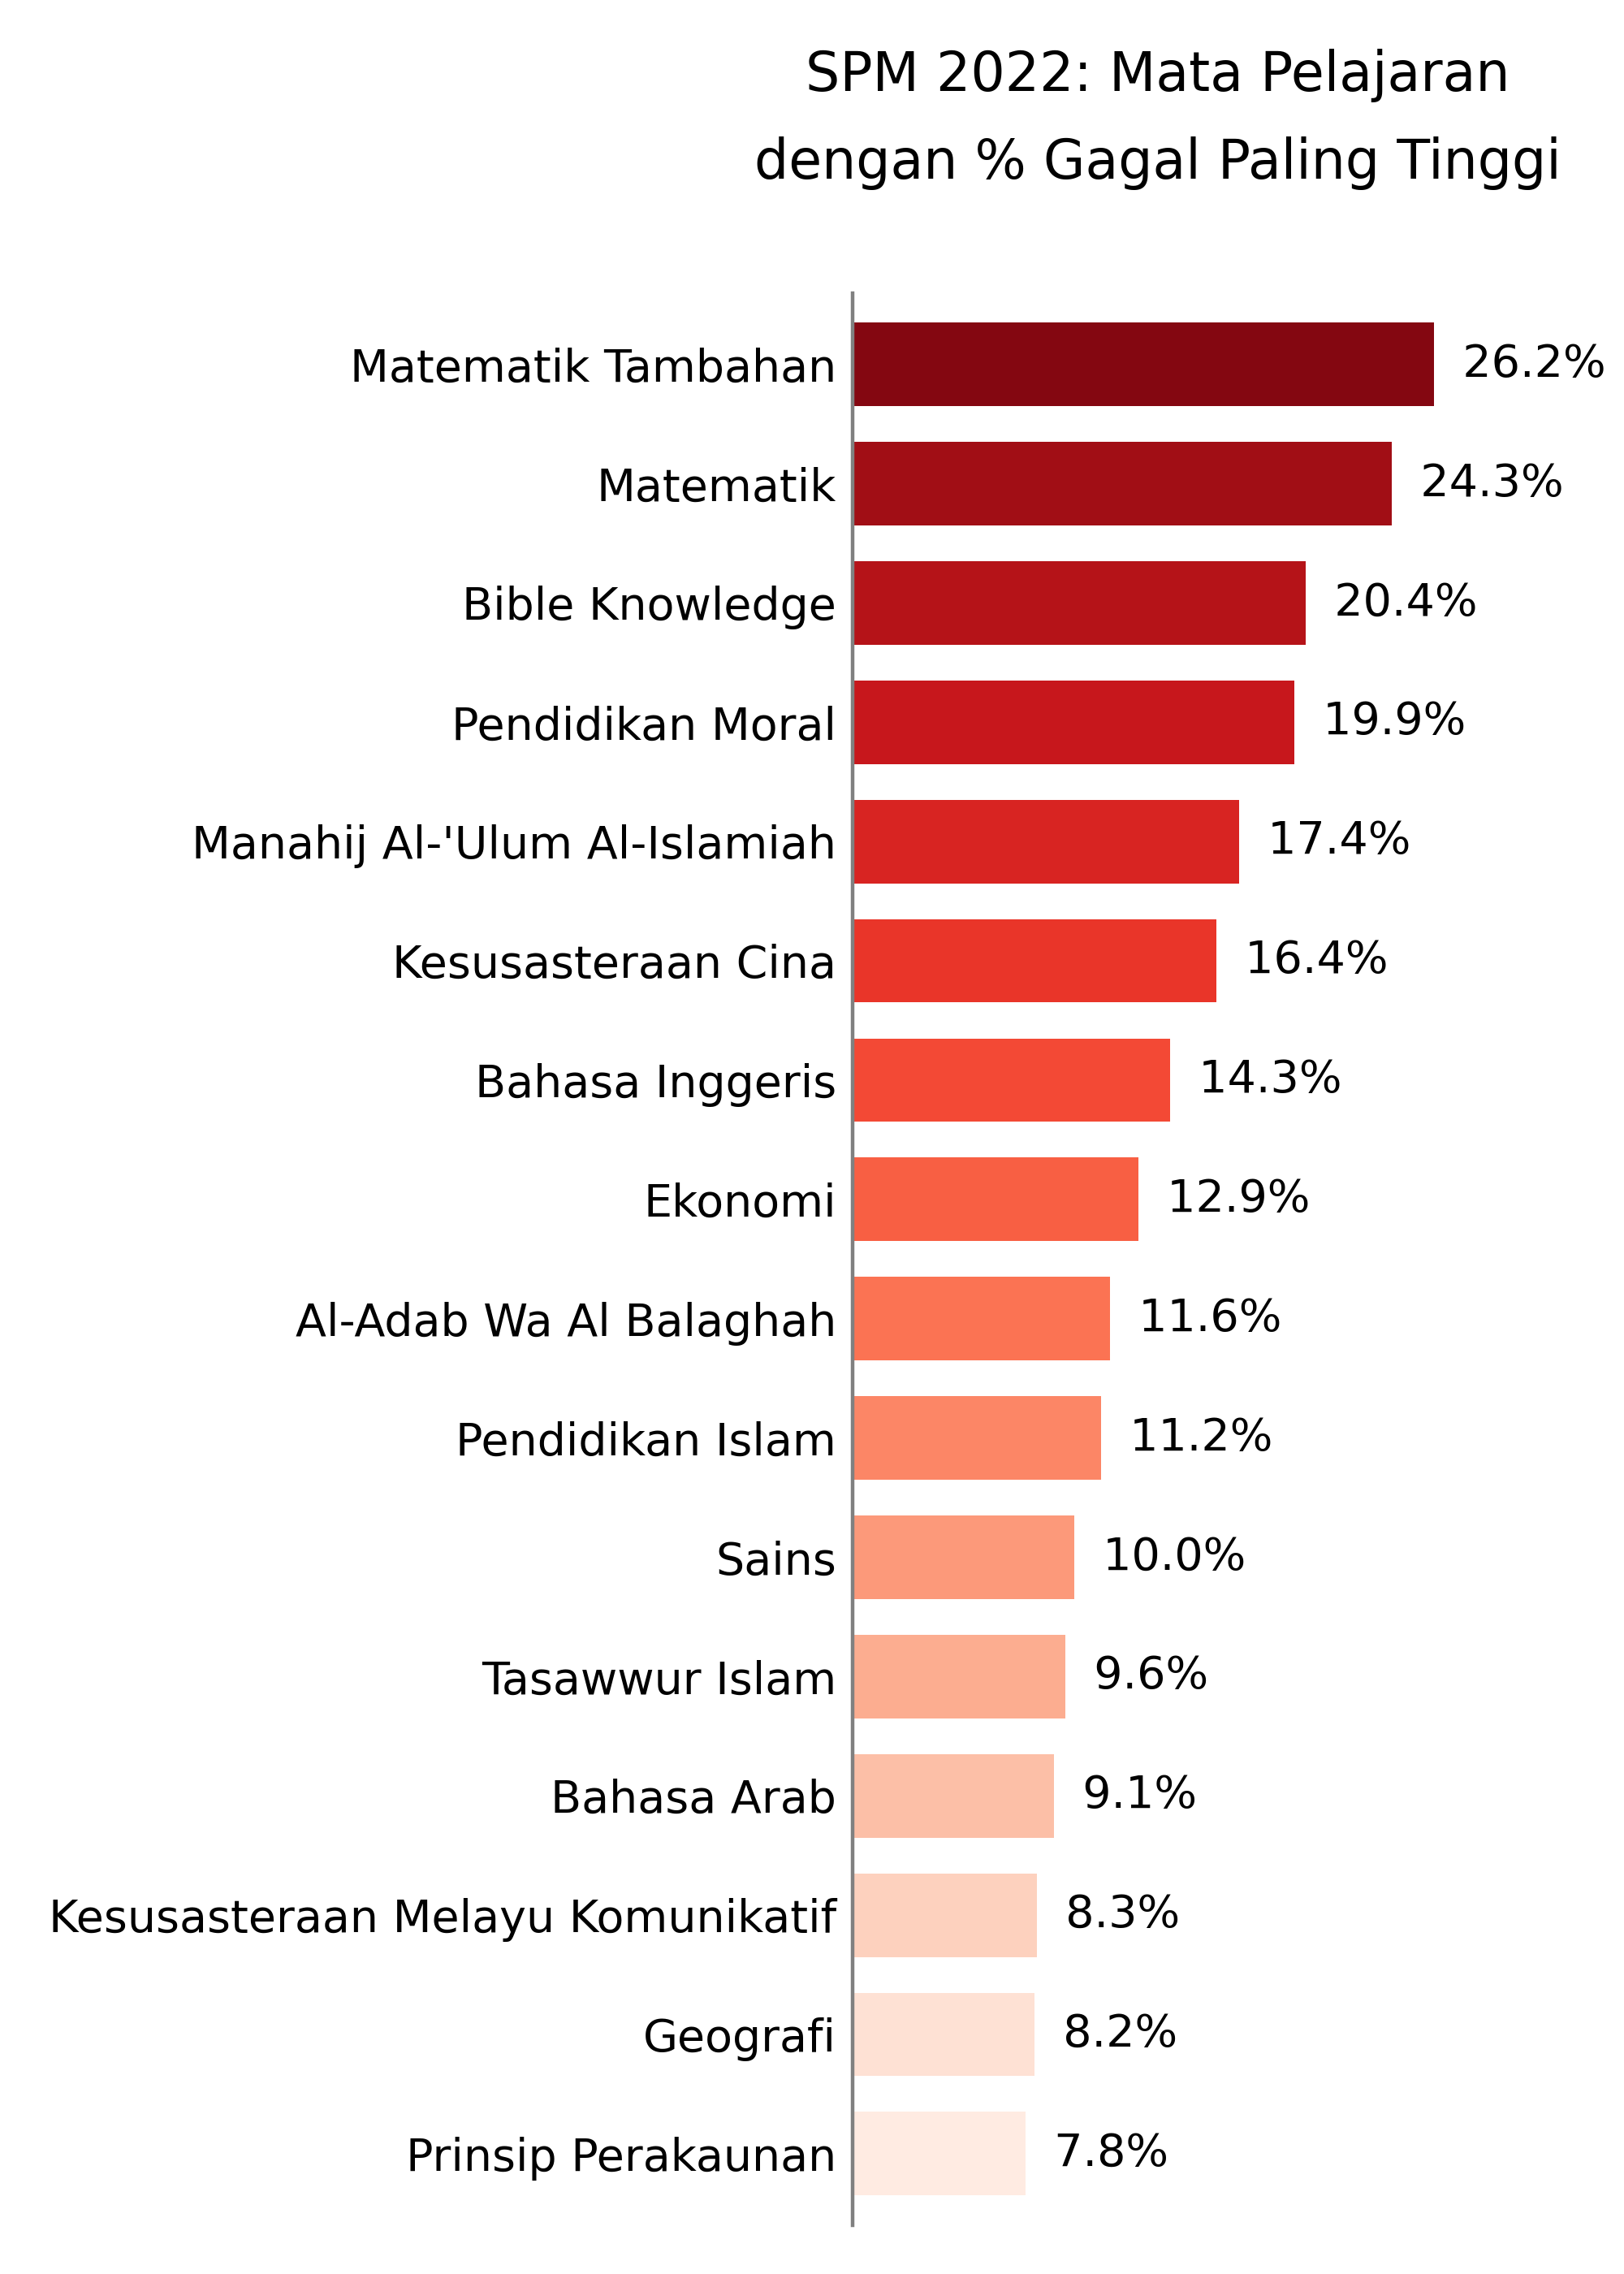 SPM 2022: Mata Pelajaran
dengan % Gagal Paling Tinggi
Matematik Tambahan 26.2%
Matematik 24.3%
Bible Knowledge 20.4%
Pendidikan Moral 19.9%
Manahij Al-'Ulum Al-Islamiah 17.4%
Kesusasteraan Cina 16.4%
Bahasa Inggeris 14.3%
Ekonomi 12.9%
Al-Adab Wa Al Balaghah 11.6%
Pendidikan Islam 11.2%
Sains 10.0%
Tasawwur Islam 9.6%
Bahasa Arab 9.1%
Kesusasteraan Melayu Komunikatif 8.3%
Geografi 8.2%
Prinsip Perakaunan 7.8%